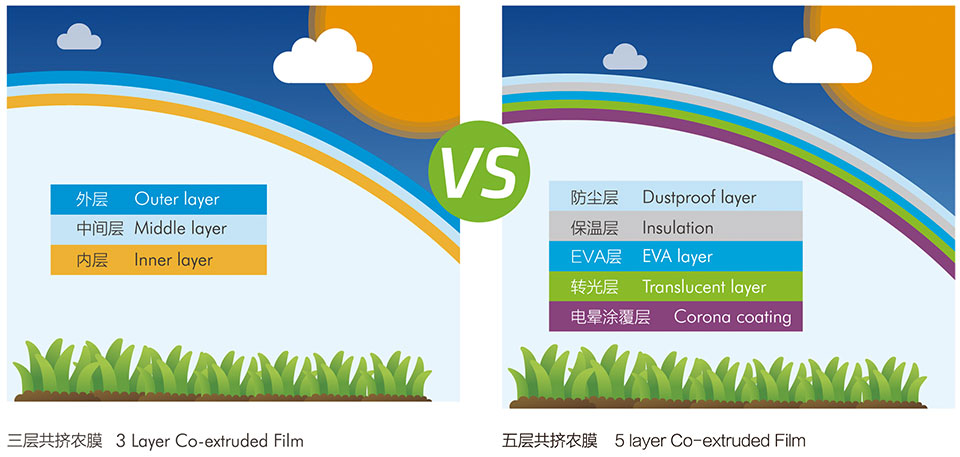 外层 Outer layer
中间层 Middle layer
内层 Inner layer
VS
防尘层 Dustproof layer
保温层 Insulation
EVA层 EVA layer
转光层 Translucent layer
电晕涂覆层 Corona coating
三层共挤农膜 3 Layer Co-extruded Film
五层共挤农膜 5 layer Co-extruded Film